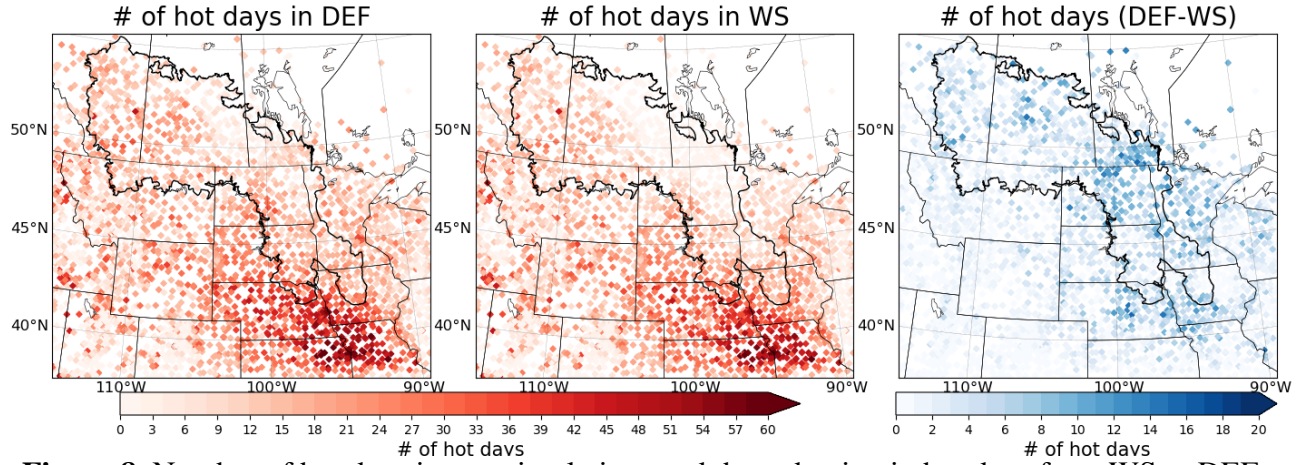 # of hot days in DEF
# of hot days in WS
# of hot days (DEF-WS)
50°N
45°N
40°N
110°W 100°W 90°W
50°N
45°N
40°N
110°W 100°W 90°W
110°W 100°W 90°W
0 3 6 9 12 15 18 21 24 27 30 33 36 39 42 45 48 51 54 57 60
# of hot days
0 2 4 6 8 10 12 14 16 18 20
# of hot days